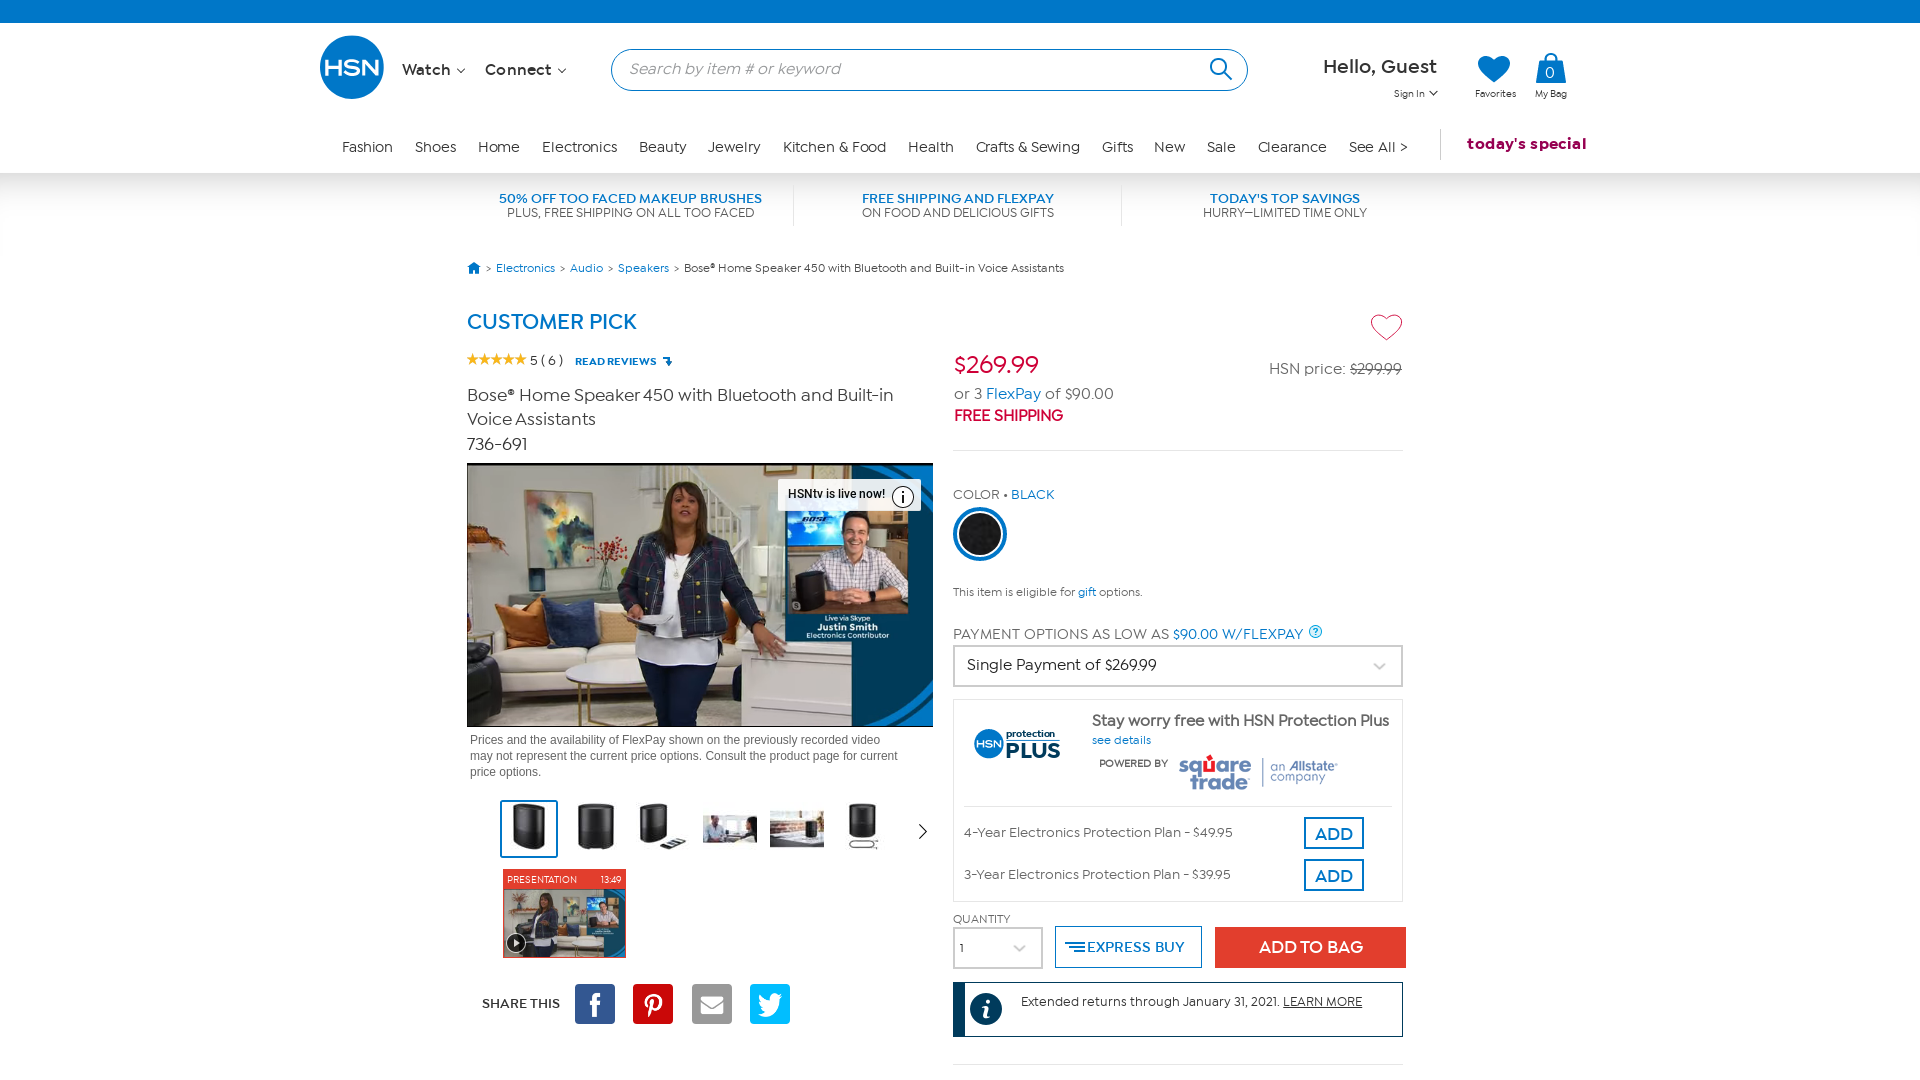 HSN
Watch
Connect
Search by item # or keyword
Hello, Guest
Sign In
Favorites
0
My Bag
Fashion
Shoes
Home
Electronics
Beauty
Jewelry
Kitchen & Food
Health
Crafts & Sewing
Gifts
New
Sale
Clearance
See All >
today's special
50% OFF TOO FACED MAKEUP BRUSHES
PLUS, FREE SHIPPING ON ALL TOO FACED
FREE SHIPPING AND FLEXPAY
ON FOOD AND DELICIOUS GIFTS
TODAY'S TOP SAVINGS
HURRY—LIMITED TIME ONLY
> Electronics > Audio > Speakers > Bose® Home Speaker 450 with Bluetooth and Built-in Voice Assistants
CUSTOMER PICK
5 ( 6 ) READ REVIEWS
Bose® Home Speaker 450 with Bluetooth and Built-in
Voice Assistants
736-691
HSNtv is live now!
BOSE
Live via Skype
Justin Smith
Electronics Contributor
Prices and the availability of FlexPay shown on the previously recorded video
may not represent the current price options. Consult the product page for current
price options.
PRESENTATION 13:49
SHARE THIS
$269.99
HSN price: $299.99
or 3 FlexPay of $90.00
FREE SHIPPING
COLOR • BLACK
This item is eligible for gift options.
PAYMENT OPTIONS AS LOW AS $90.00 W/FLEXPAY ?
Single Payment of $269.99
HSN protection
PLUS
Stay worry free with HSN Protection Plus
see details
POWERED BY
square
trade
an Allstate
company
4-Year Electronics Protection Plan - $49.95
ADD
3-Year Electronics Protection Plan - $39.95
ADD
QUANTITY
1
EXPRESS BUY
ADD TO BAG
Extended returns through January 31, 2021. LEARN MORE